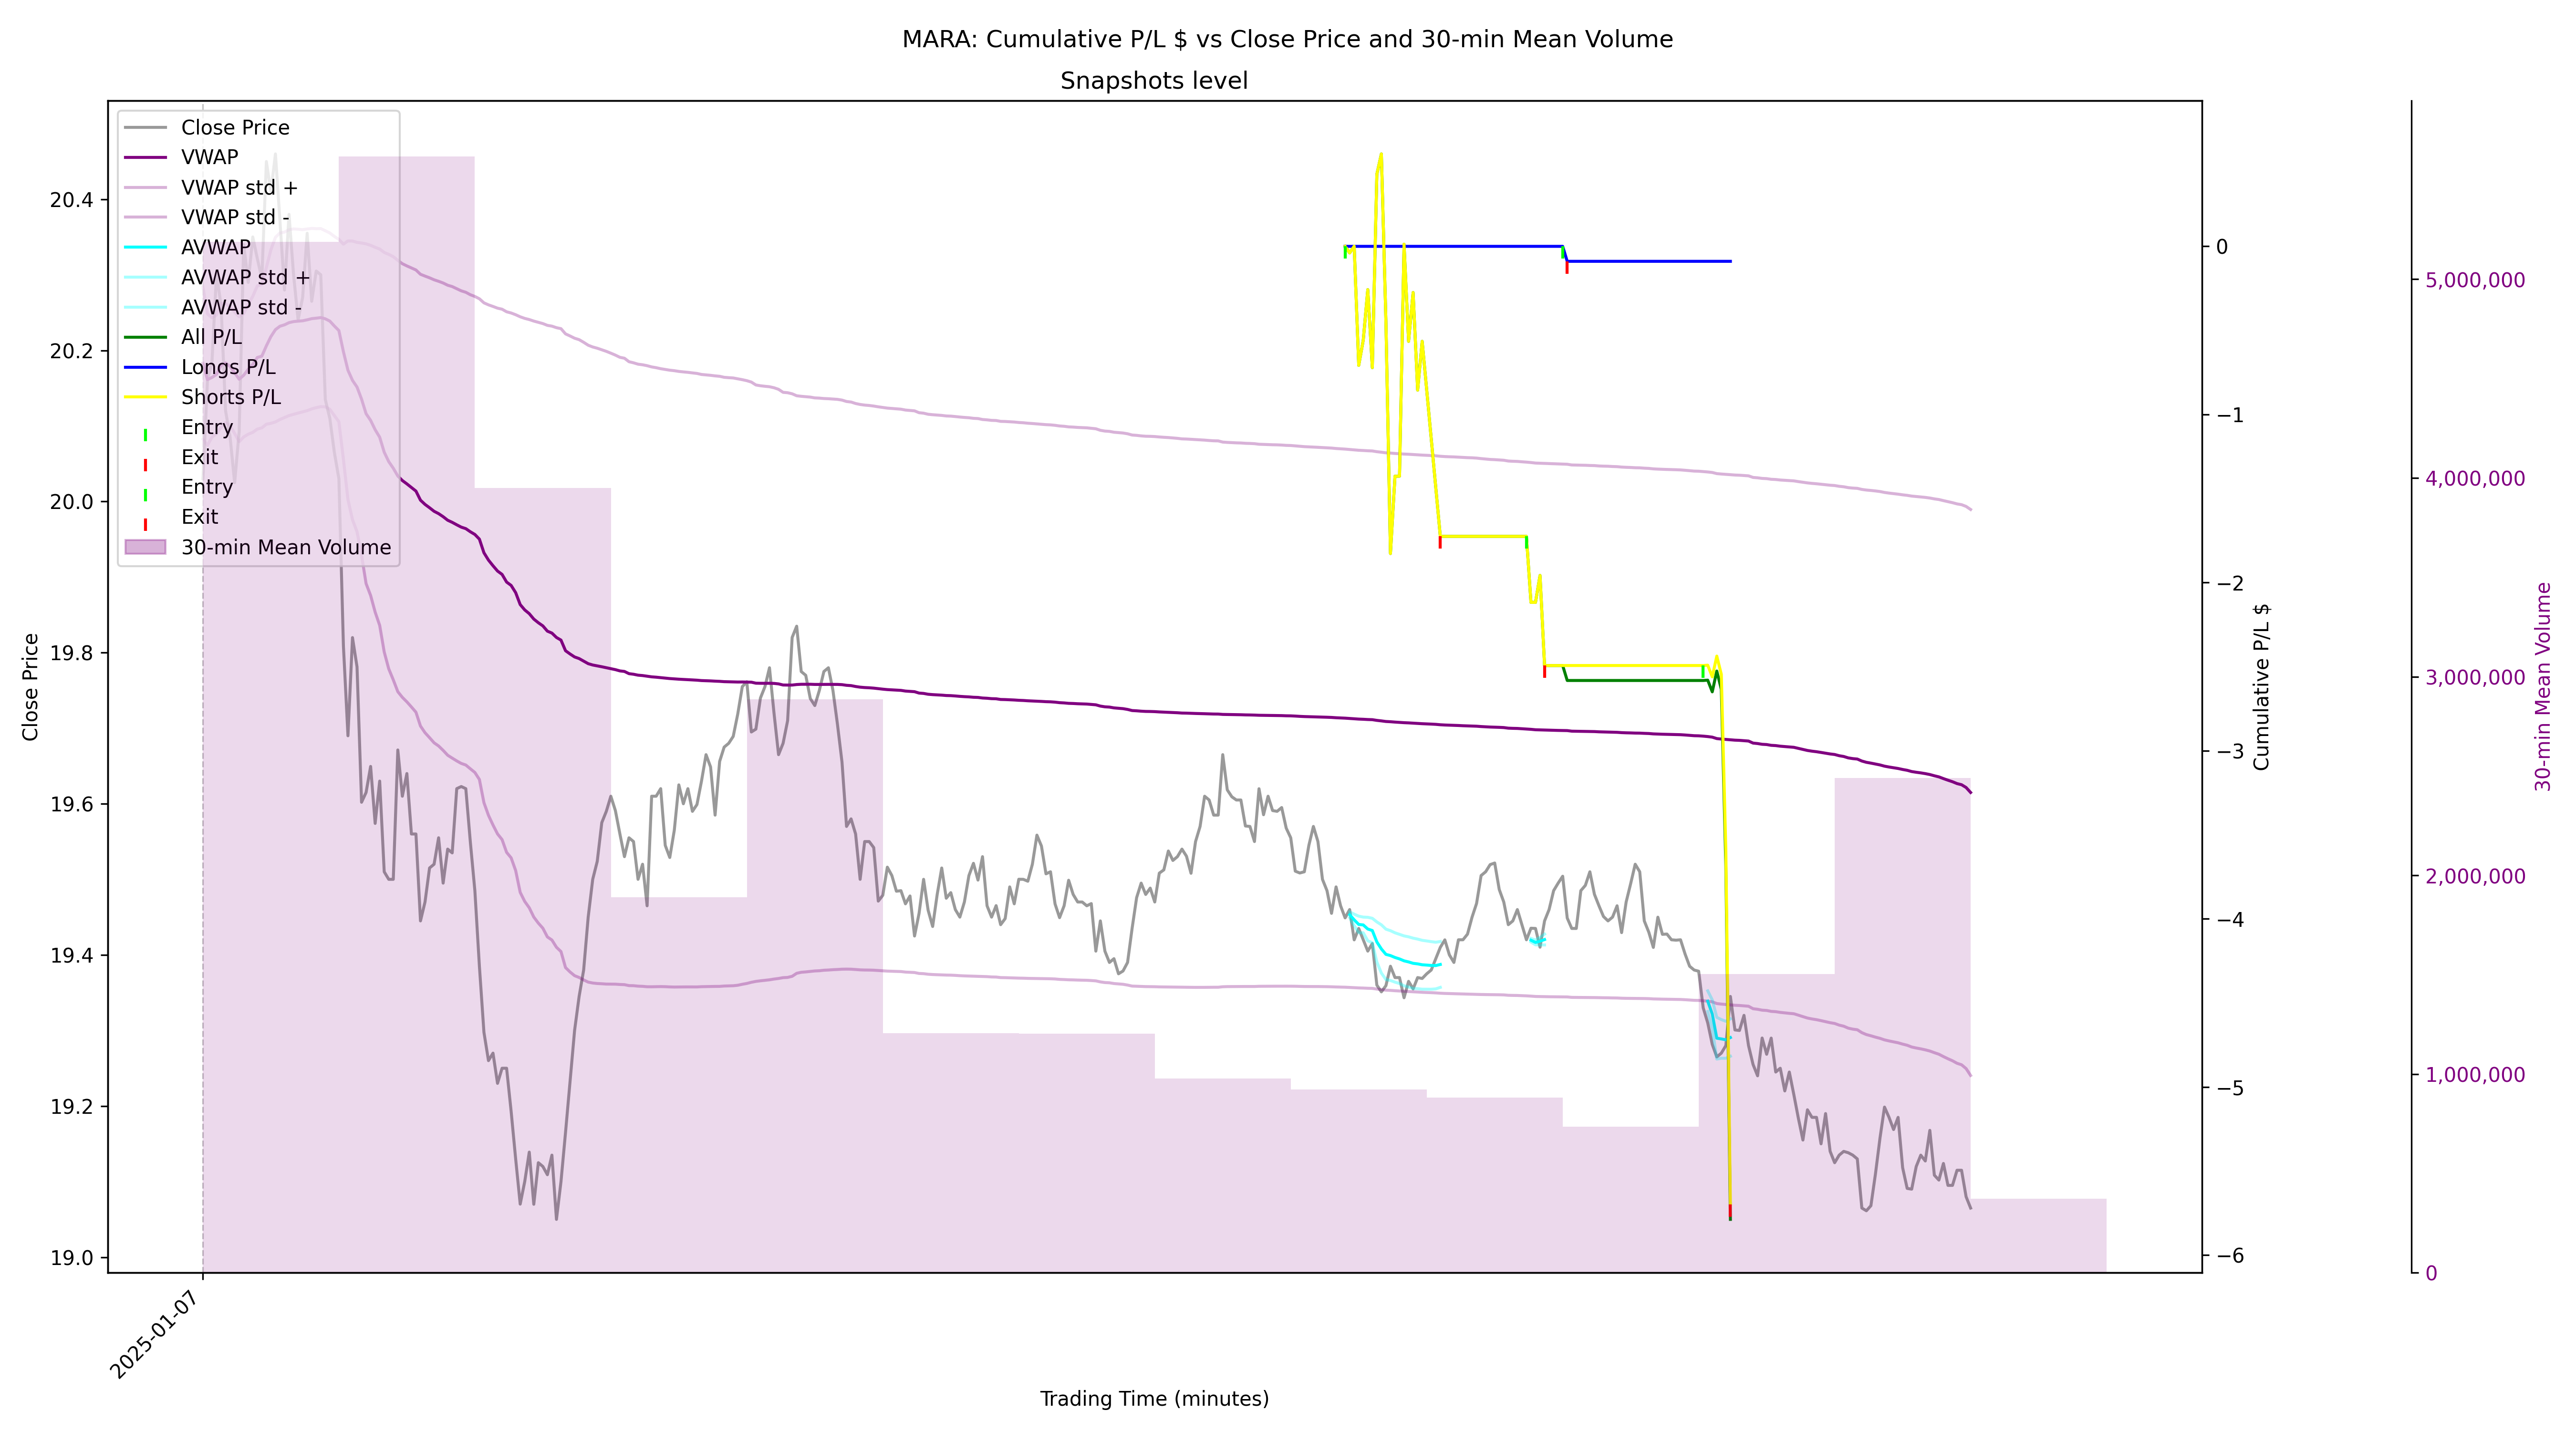 MARA: Cumulative P/L $ vs Close Price and 30-min Mean Volume
Snapshots level
Close Price
VWAP
VWAP std +
VWAP std -
AVWAP
AVWAP std +
AVWAP std -
All P/L
Longs P/L
Shorts P/L
Entry
Exit
Entry
Exit
30-min Mean Volume
Close Price
20.4
20.2
20.0
19.8
19.6
19.4
19.2
19.0
0
−1
−2
−3
−4
−5
−6
Cumulative P/L $
5,000,000
4,000,000
3,000,000
2,000,000
1,000,000
0
30-min Mean Volume
2025-01-07
Trading Time (minutes)